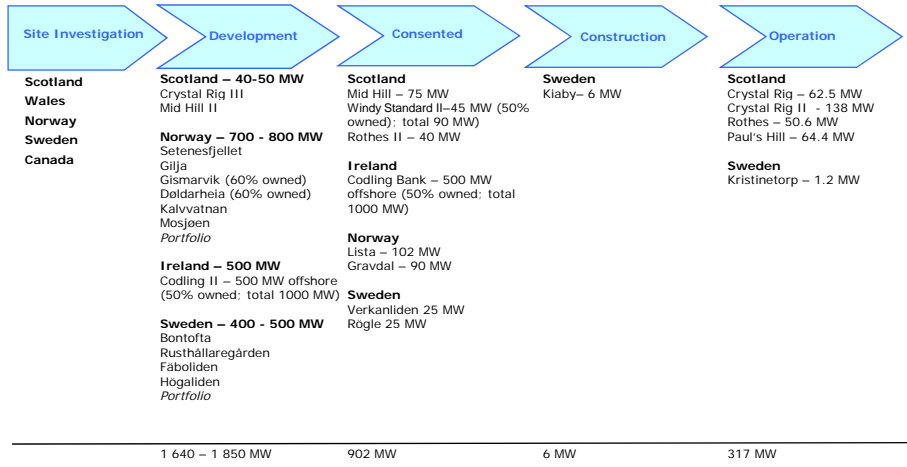 Site Investigation
Development
Consented
Construction
Operation
Scotland
Wales
Norway
Sweden
Canada
Scotland – 40-50 MW
Crystal Rig III
Mid Hill II
Norway – 700 - 800 MW
Setenesfjellet
Gilja
Gismarvik (60% owned)
Døldarheia (60% owned)
Kalvvatnan
Mosjøen
Portfolio
Ireland – 500 MW
Codling II – 500 MW offshore
(50% owned; total 1000 MW)
Sweden – 400 - 500 MW
Bontofta
Rusthållaregården
Fäboliden
Högaliden
Portfolio
Scotland
Mid Hill – 75 MW
Windy Standard II–45 MW (50%
owned); total 90 MW)
Rothes II – 40 MW
Ireland
Codling Bank – 500 MW
offshore (50% owned; total
1000 MW)
Norway
Lista – 102 MW
Gravdal – 90 MW
Sweden
Verkanliden 25 MW
Rögle 25 MW
Sweden
Kiaby– 6 MW
Scotland
Crystal Rig – 62.5 MW
Crystal Rig II - 138 MW
Rothes – 50.6 MW
Paul's Hill – 64.4 MW
Sweden
Kristinetorp – 1.2 MW
1 640 – 1 850 MW
902 MW
6 MW
317 MW